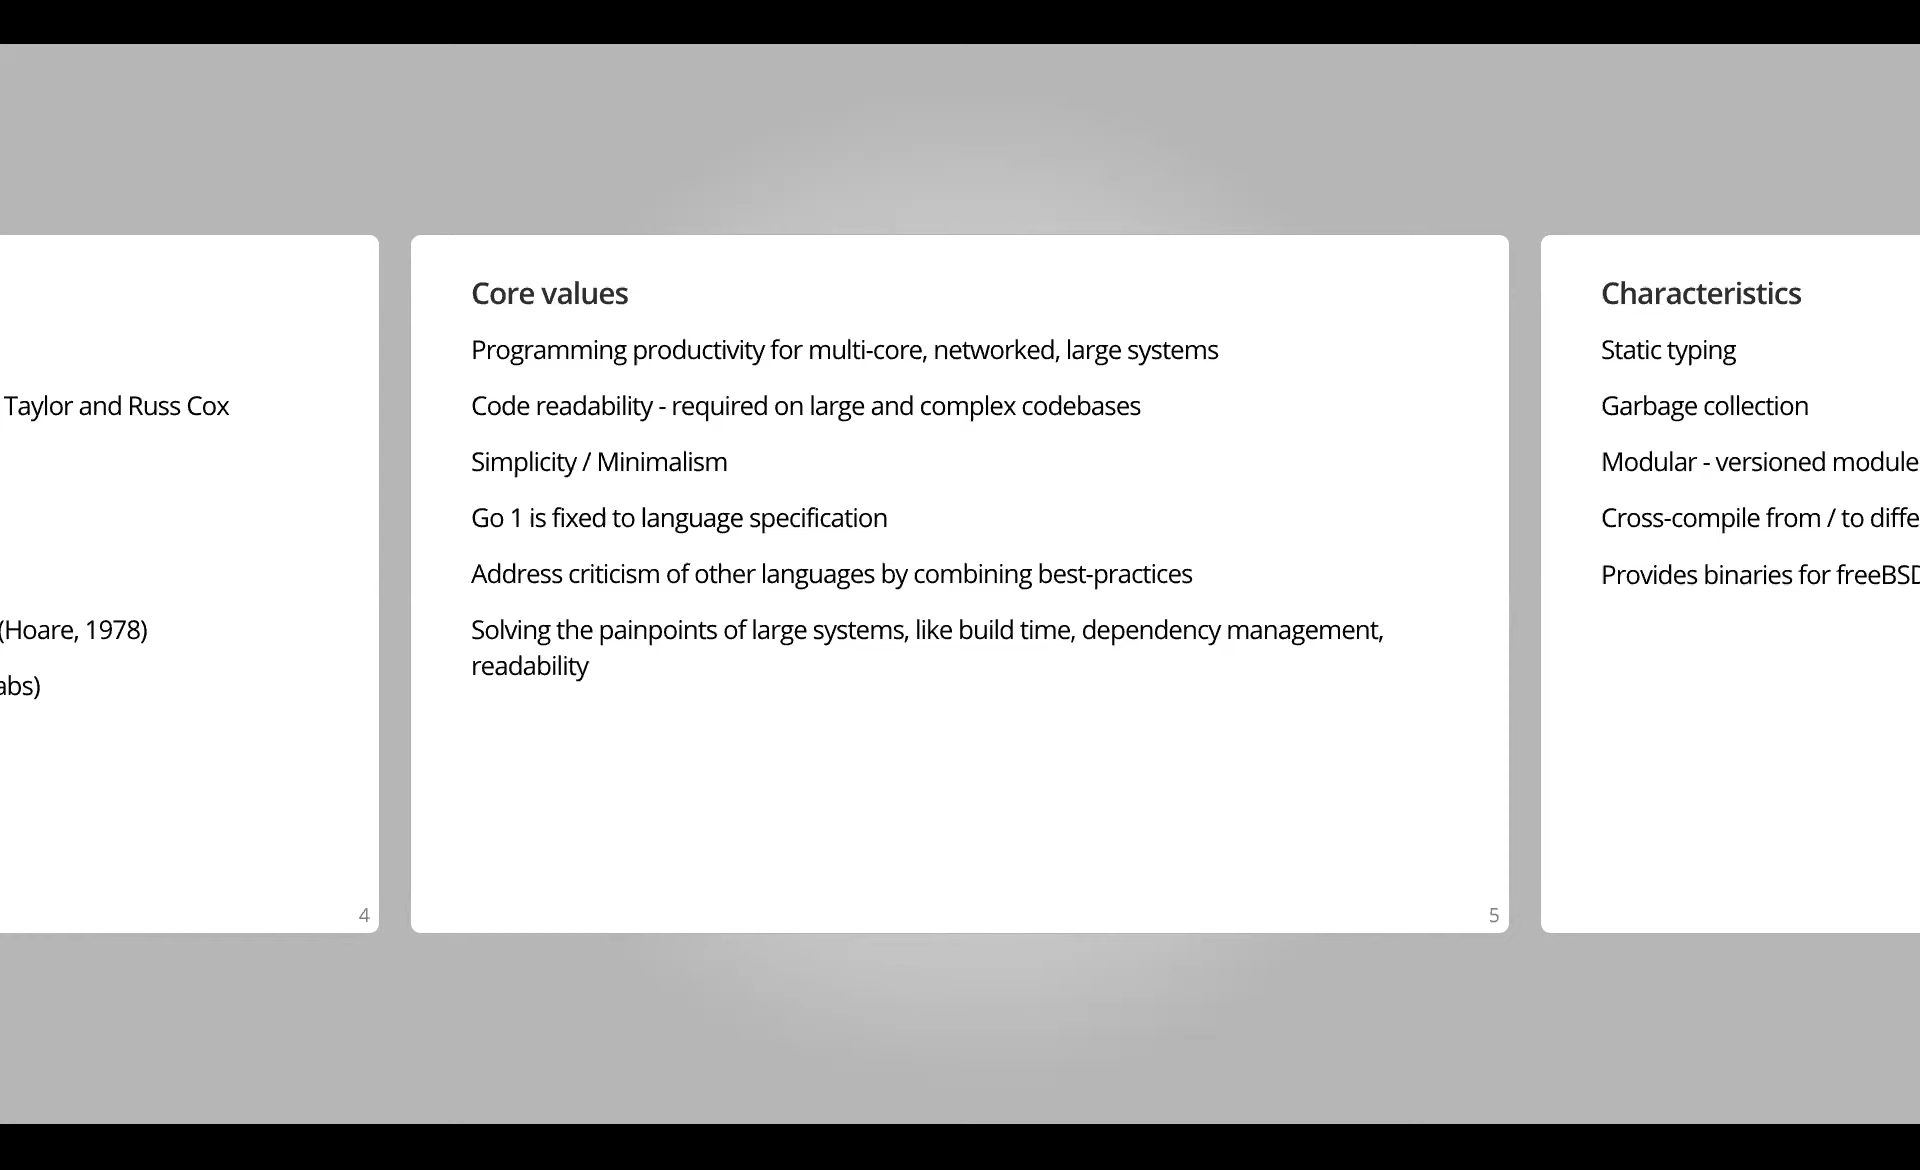 Taylor and Russ Cox
(Hoare, 1978)
4
Core values
Programming productivity for multi-core, networked, large systems
Code readability - required on large and complex codebases
Simplicity / Minimalism
Go 1 is fixed to language specification
Address criticism of other languages by combining best-practices
Solving the painpoints of large systems, like build time, dependency management,
readability
5
Characteristics
Static typing
Garbage collection
Modular - versioned module
Cross-compile from / to
Provides binaries for